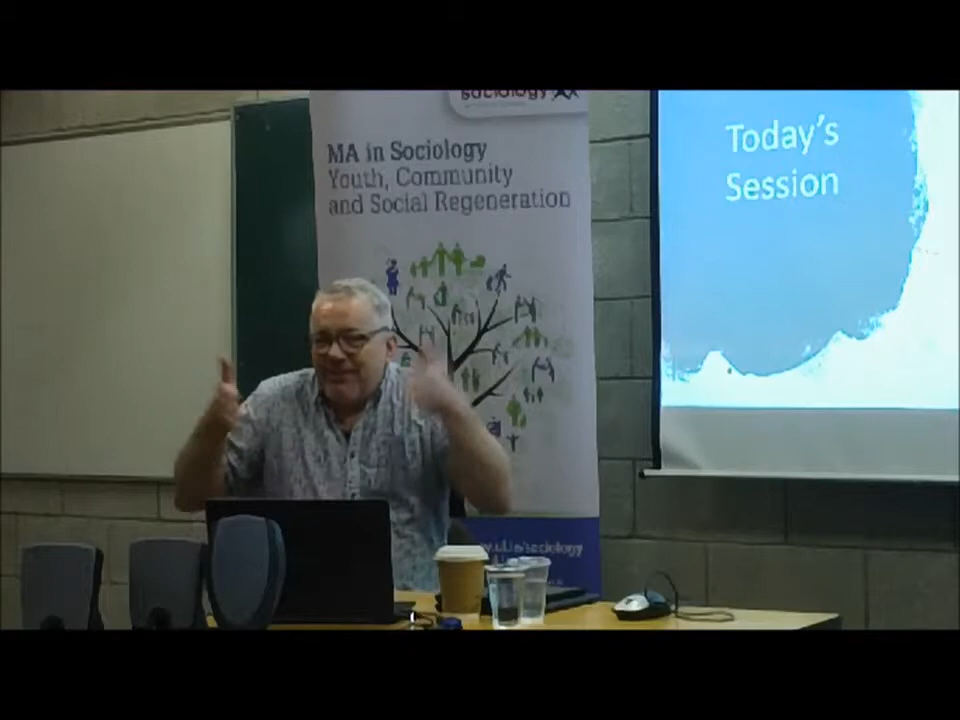 sociology
MA in Sociology
Youth, Community
and Social Regeneration
Today's
Session